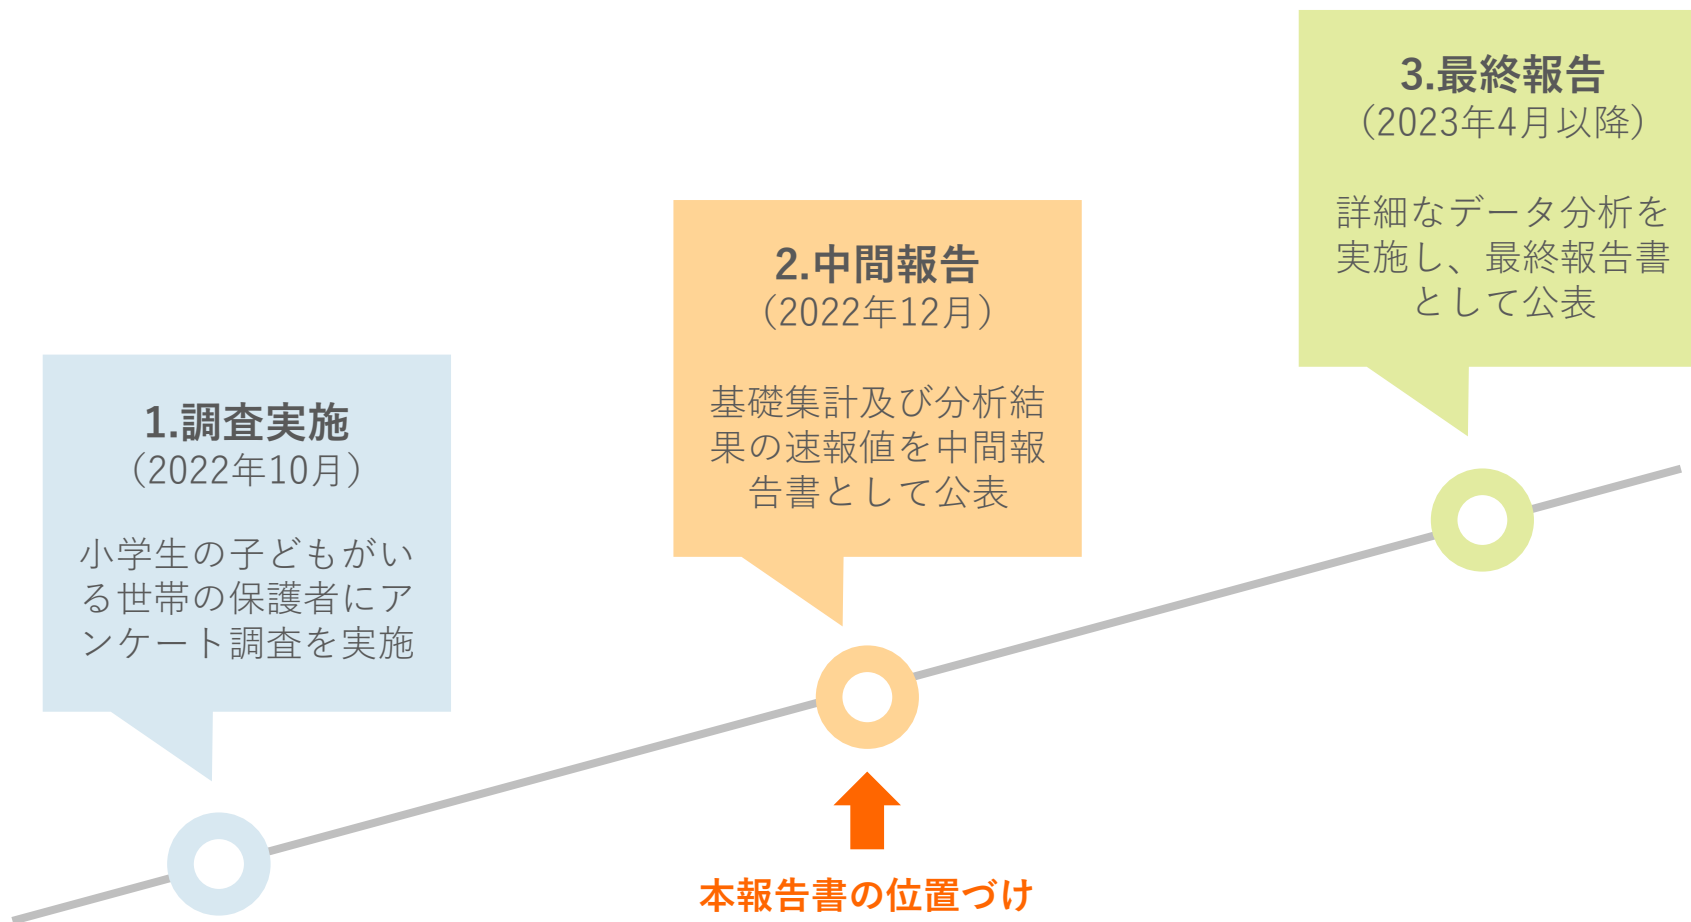 1.調査実施
（2022年10月）
小学生の子どもがい
る世帯の保護者にア
ンケート調査を実施
2.中間報告
（2022年12月）
基礎集計及び分析結
果の速報値を中間報
告書として公表
3.最終報告
（2023年4月以降）
詳細なデータ分析を
実施し、最終報告書
として公表
本報告書の位置づけ